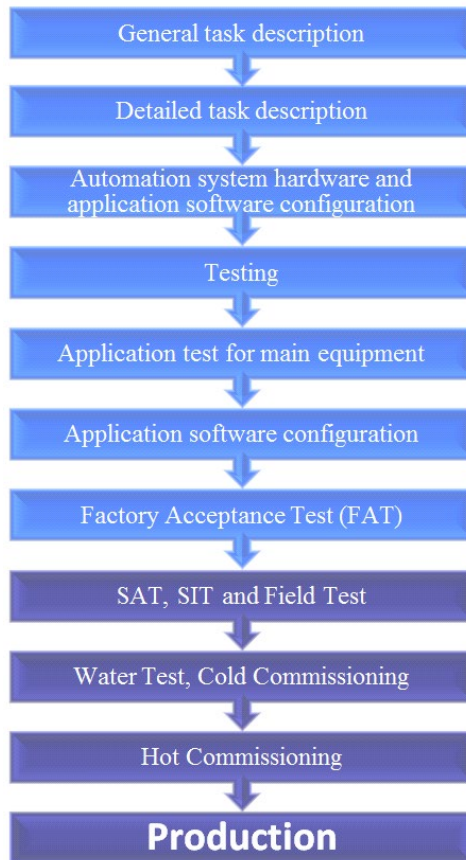 General task description
Detailed task description
Automation system hardware and
application software configuration
Testing
Application test for main equipment
Application software configuration
Factory Acceptance Test (FAT)
SAT, SIT and Field Test
Water Test, Cold Commissioning
Hot Commissioning
Production